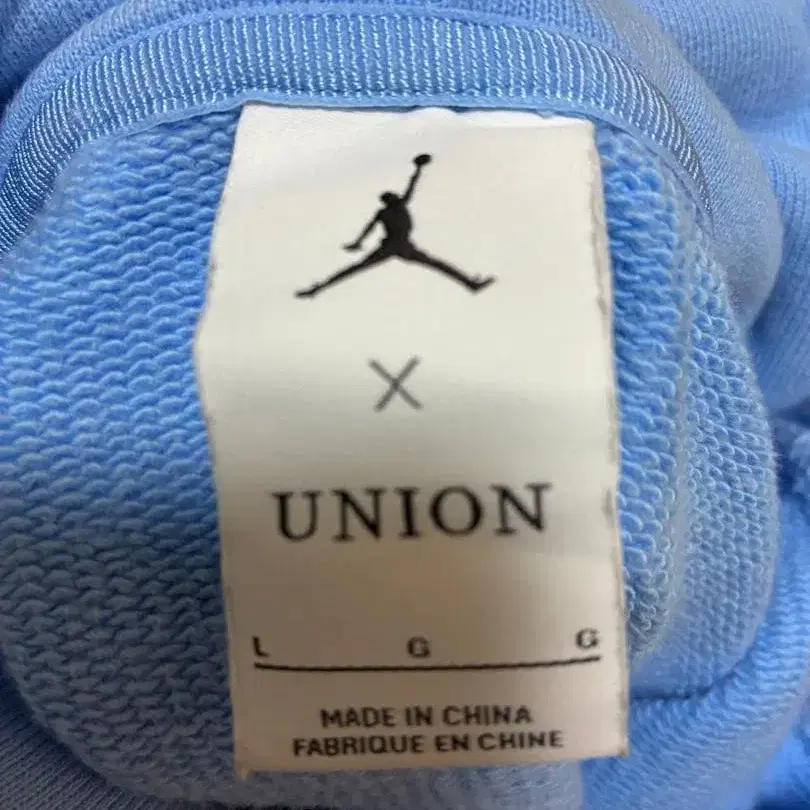 ×
UNION
L G G
MADE IN CHINA
FABRIQUE EN CHINE